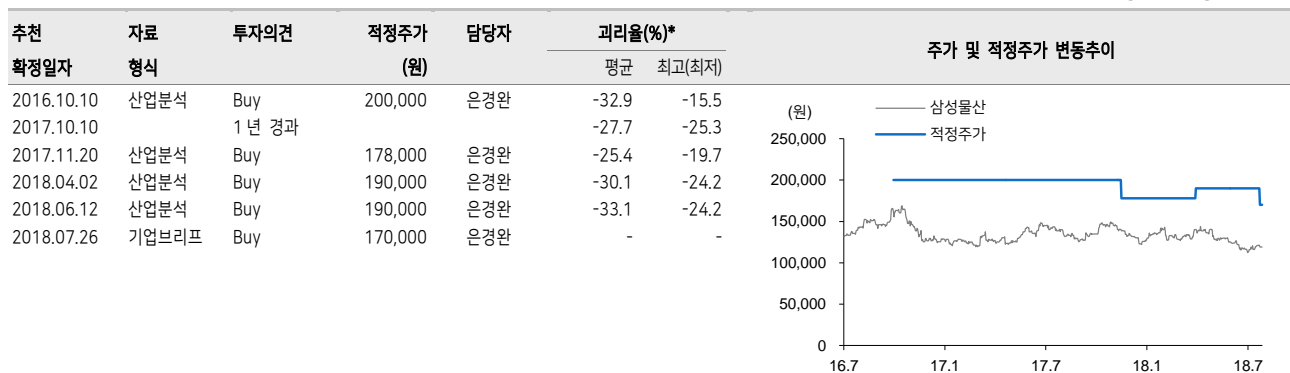 추천 자료 투자의견 적정주가 담당자 괴리율(%)* 주가 및 적정주가 변동추이
확정일자 형식 (원) 평균 최고(최저)
2016.10.10 산업분석 Buy 200,000 은경완 -32.9 -15.5
2017.10.10 1년 경과 -27.7 -25.3
2017.11.20 산업분석 Buy 178,000 은경완 -25.4 -19.7
2018.04.02 산업분석 Buy 190,000 은경완 -30.1 -24.2
2018.06.12 산업분석 Buy 190,000 은경완 -33.1 -24.2
2018.07.26 기업브리프 Buy 170,000 은경완 - -
(원)
삼성물산
적정주가
250,000
200,000
150,000
100,000
50,000
0
16.7 17.1 17.7 18.1 18.7